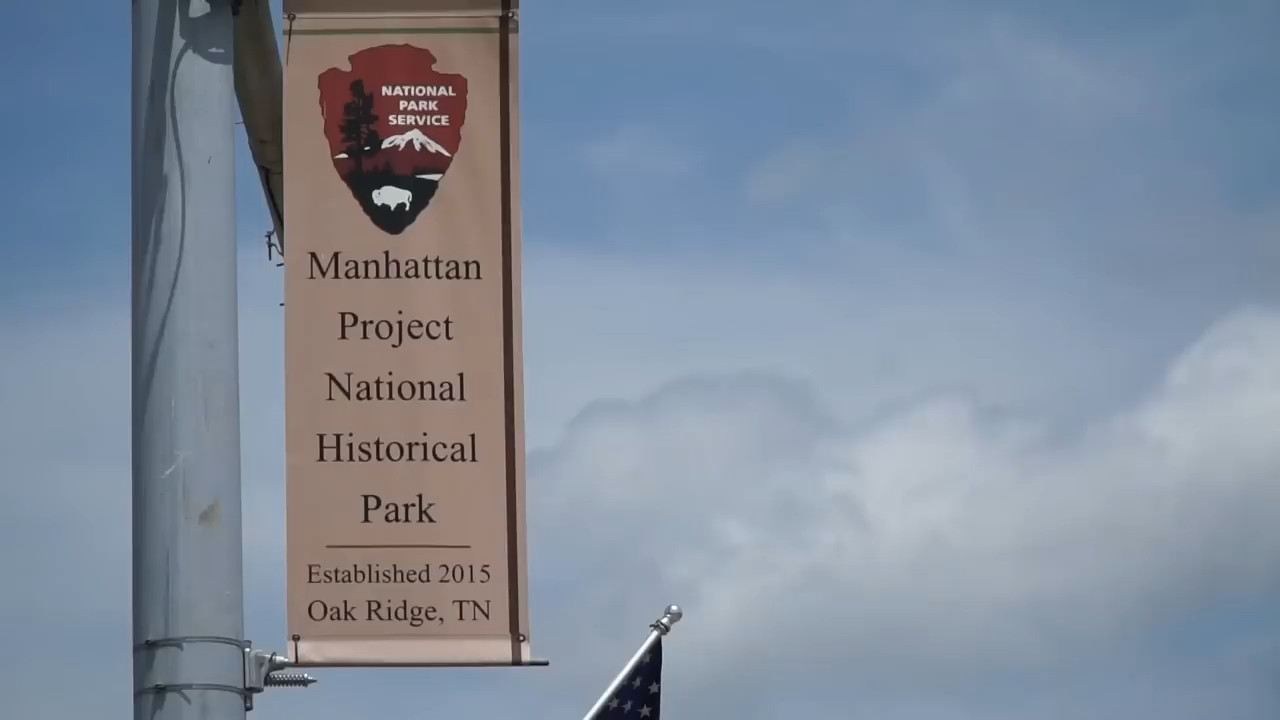 NATIONAL
PARK
SERVICE
Manhattan
Project
National
Historical
Park
Established 2015
Oak Ridge, TN